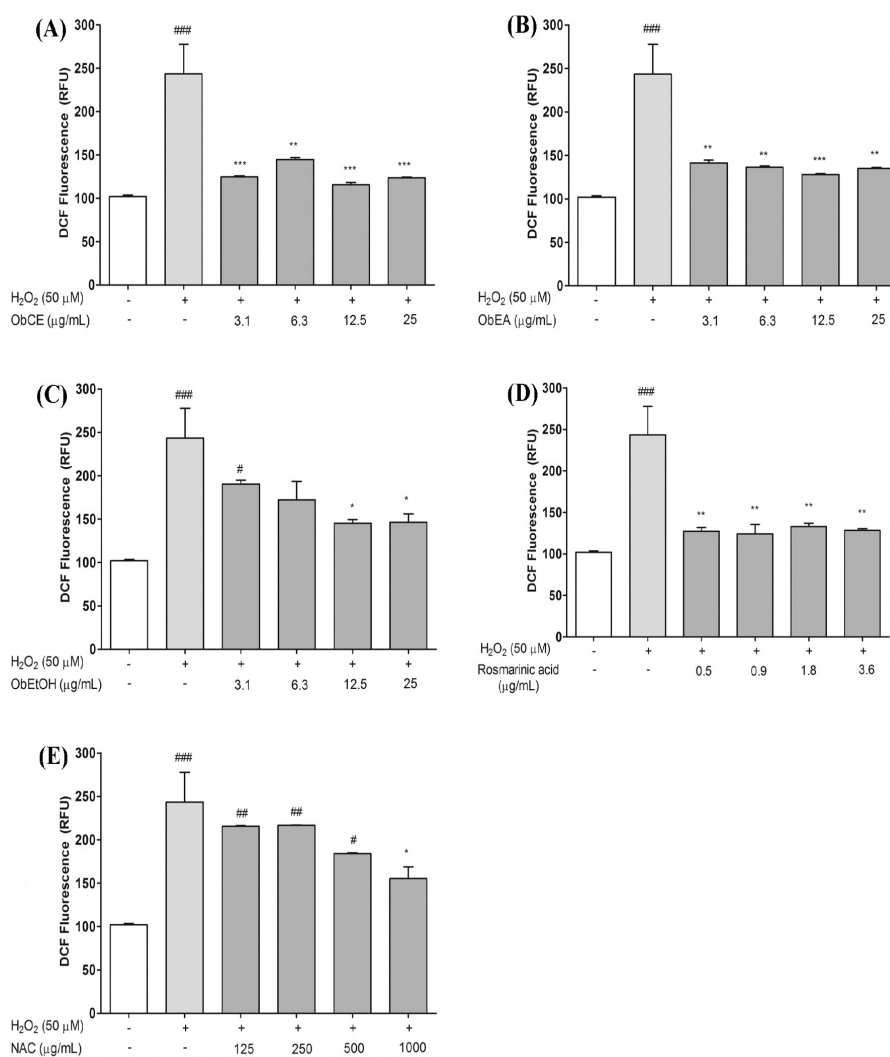 (A)
DCF Fluorescence (RFU)
300
250
200
150
100
50
0
###
***
**
***
***
H₂O₂ (50 μM) - + + + + +
ObCE (μg/mL) - - 3.1 6.3 12.5 25
(B)
DCF Fluorescence (RFU)
300
250
200
150
100
50
0
###
**
**
***
**
H₂O₂ (50 μM) - + + + + +
ObEA (μg/mL) - - 3.1 6.3 12.5 25
(C)
DCF Fluorescence (RFU)
300
250
200
150
100
50
0
###
#
*
*
H₂O₂ (50 μM) - + + + + +
ObEtOH (μg/mL) - - 3.1 6.3 12.5 25
(D)
DCF Fluorescence (RFU)
300
250
200
150
100
50
0
###
**
**
**
**
H₂O₂ (50 μM) - + + + + +
Rosmarinic acid - - 0.5 0.9 1.8 3.6
(μg/mL)
(E)
DCF Fluorescence (RFU)
300
250
200
150
100
50
0
###
##
##
#
*
H₂O₂ (50 μM) - + + + + +
NAC (μg/mL) - - 125 250 500 1000